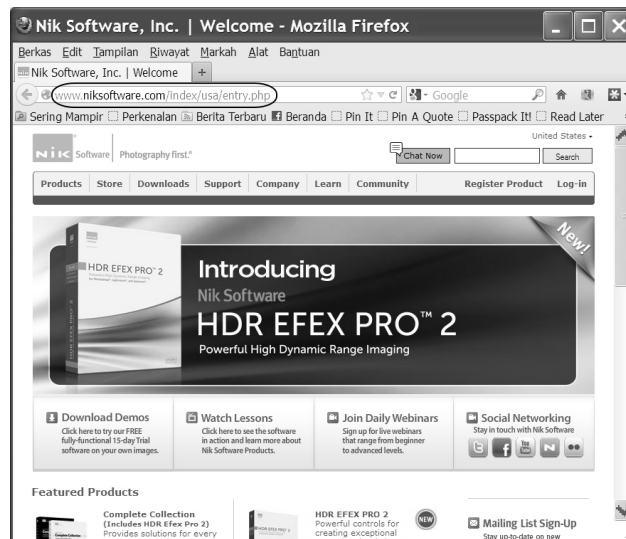 Nik Software, Inc. | Welcome - Mozilla Firefox
Berkas Edit Tampilan Riwayat Markah Alat Bantuan
Nik Software, Inc. | Welcome +
www.niksoftware.com/index/usa/entry.php
Google
Sering Mampir Perkenalan Berita Terbaru Beranda Pin It Pin A Quote Passpack It! Read Later
United States
NIK Software Photography first.®
Chat Now Search
Products Store Downloads Support Company Learn Community Register Product Log-in
New!
HDR EFEX PRO™ 2
Introducing
Nik Software
HDR EFEX PRO™ 2
Powerful High Dynamic Range Imaging
Download Demos
Click here to try our FREE
fully-functional 15-day Trial
software on your own images.
Watch Lessons
Click here to see the software
in action and learn more about
Nik Software Products.
Join Daily Webinars
Sign up for live webinars
that range from beginner
to advanced levels.
Social Networking
Stay in touch with Nik Software
You Tube
Featured Products
Complete Collection
(Includes HDR Efex Pro 2)
Provides solutions for every
HDR EFEX PRO 2
Powerful controls for
creating exceptional
NEW
Mailing List Sign-Up
Stay up-to-date on new